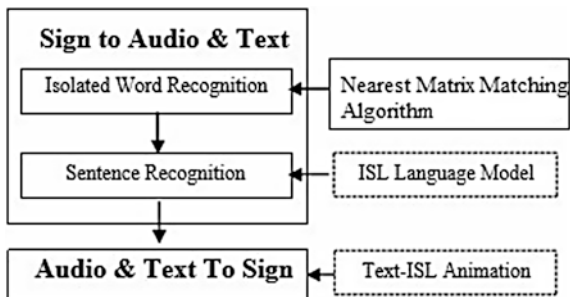 Sign to Audio & Text
Isolated Word Recognition
Nearest Matrix Matching
Algorithm
Sentence Recognition
ISL Language Model
Audio & Text To Sign
Text-ISL Animation